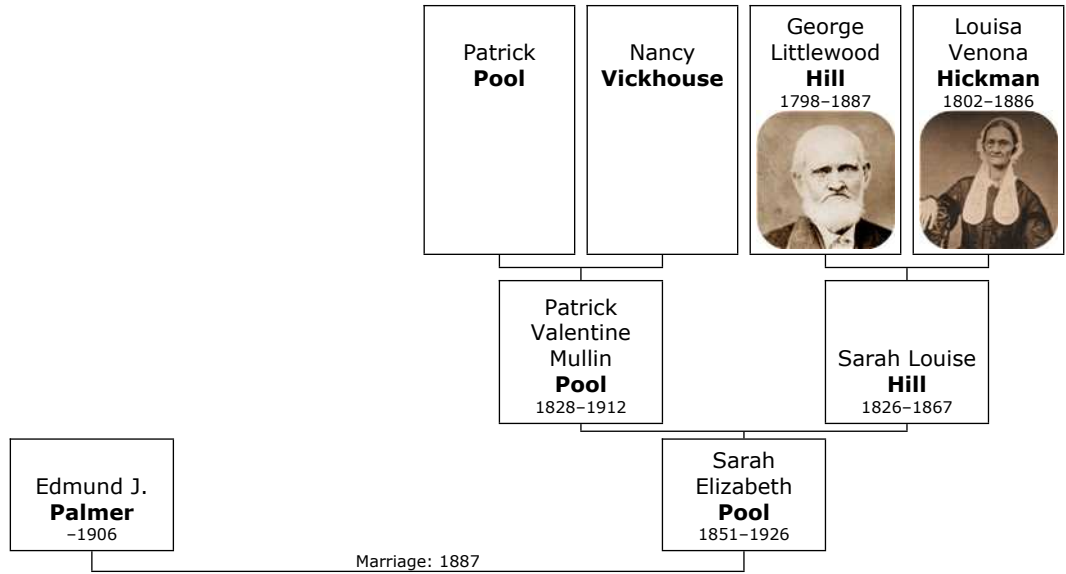 Patrick
Pool
Nancy
Vickhouse
George
Littlewood
Hill
1798–1887
Louisa
Venona
Hickman
1802–1886
Patrick
Valentine
Mullin
Pool
1828–1912
Sarah Louise
Hill
1826–1867
Edmund J.
Palmer
–1906
Sarah
Elizabeth
Pool
1851–1926
Marriage: 1887